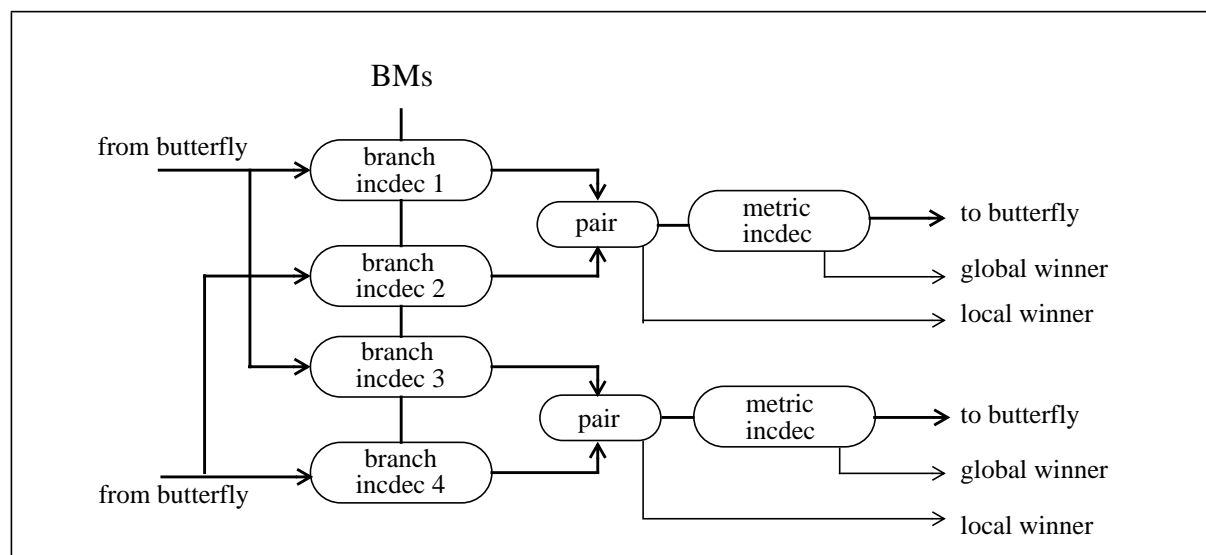 BMs
from butterfly
branch
incdec 1
pair
metric
incdec
to butterfly
branch
incdec 2
global winner
local winner
branch
incdec 3
pair
metric
incdec
to butterfly
from butterfly
branch
incdec 4
global winner
local winner